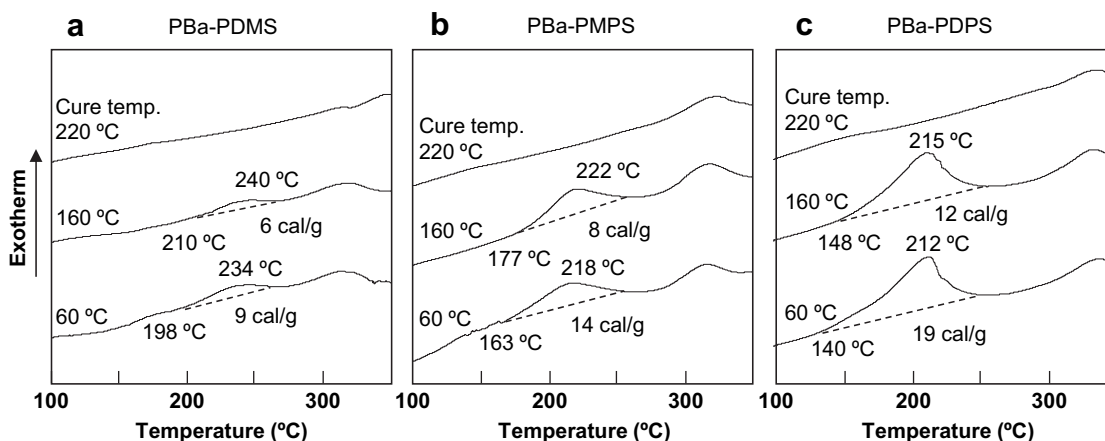 a PBa-PDMS
Exotherm
Cure temp.
220 ºC
240 ºC
160 ºC
6 cal/g
210 ºC
234 ºC
60 ºC
198 ºC
9 cal/g
100 200 300
Temperature (ºC)
b PBa-PMPS
Cure temp.
220 ºC
222 ºC
160 ºC
8 cal/g
177 ºC
218 ºC
60 ºC
14 cal/g
163 ºC
100 200 300
Temperature (ºC)
c PBa-PDPS
Cure temp.
220 ºC
215 ºC
160 ºC
12 cal/g
148 ºC
212 ºC
60 ºC
19 cal/g
140 ºC
100 200 300
Temperature (ºC)